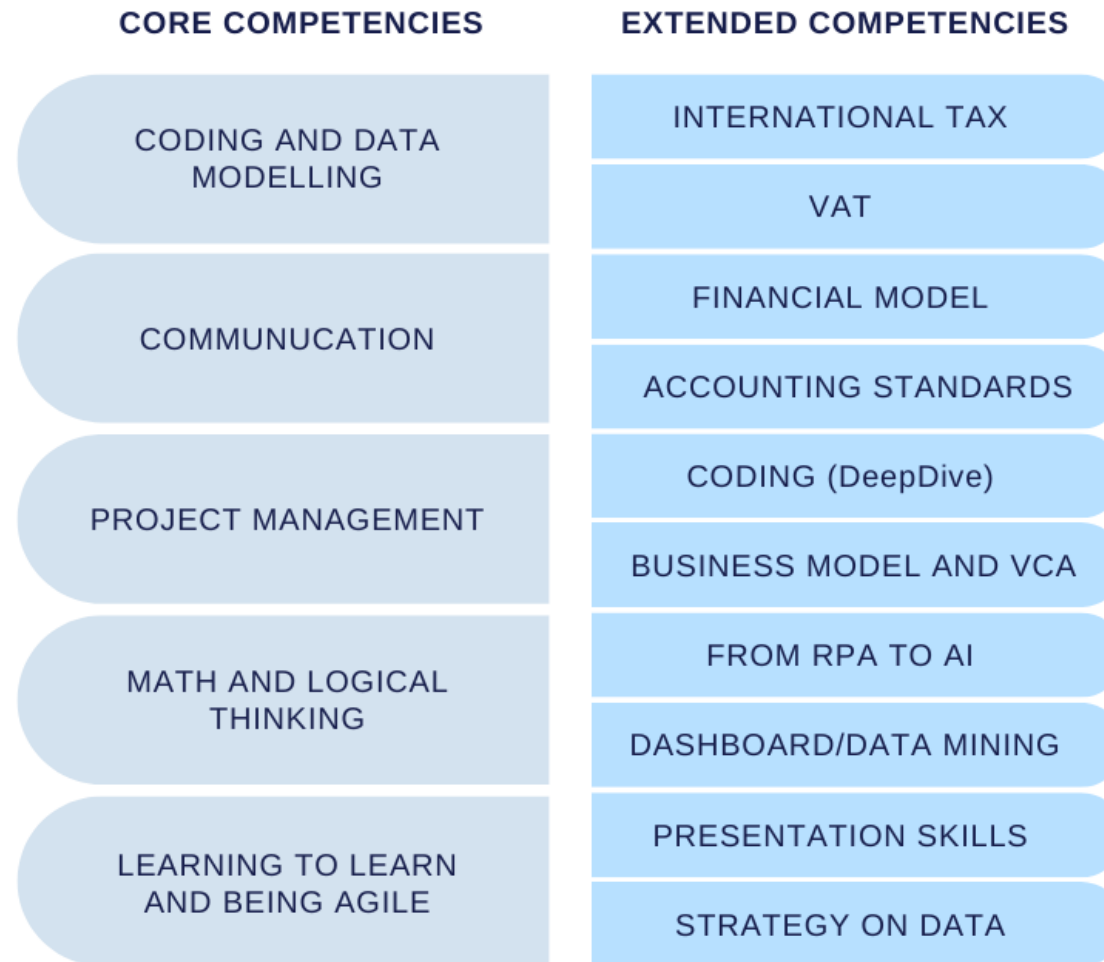 CORE COMPETENCIES
CODING AND DATA
MODELLING
COMMUNUCATION
PROJECT MANAGEMENT
MATH AND LOGICAL
THINKING
LEARNING TO LEARN
AND BEING AGILE
EXTENDED COMPETENCIES
INTERNATIONAL TAX
VAT
FINANCIAL MODEL
ACCOUNTING STANDARDS
CODING (DeepDive)
BUSINESS MODEL AND VCA
FROM RPA TO AI
DASHBOARD/DATA MINING
PRESENTATION SKILLS
STRATEGY ON DATA